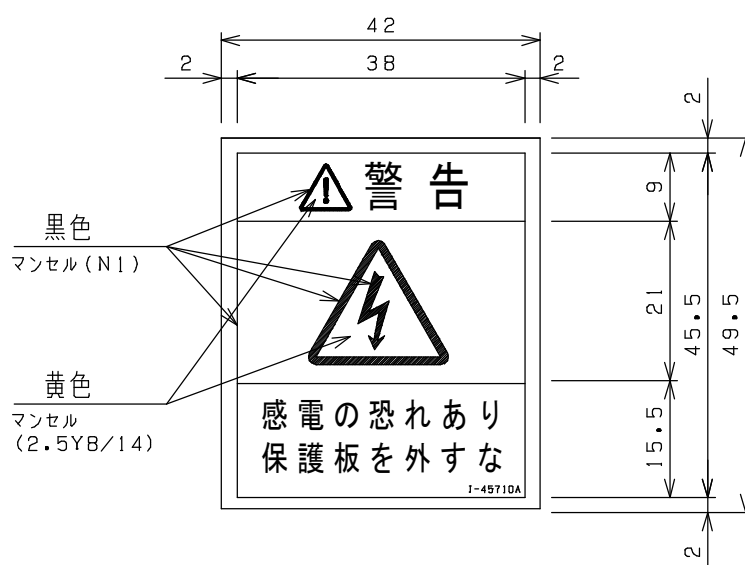 42
2 38 2
2
警告
9
黒色
マンセル(N1)
21
45.5
49.5
黄色
マンセル
(2.5Y8/14)
感電の恐れあり
保護板を外すな
15.5
I-45710A
2